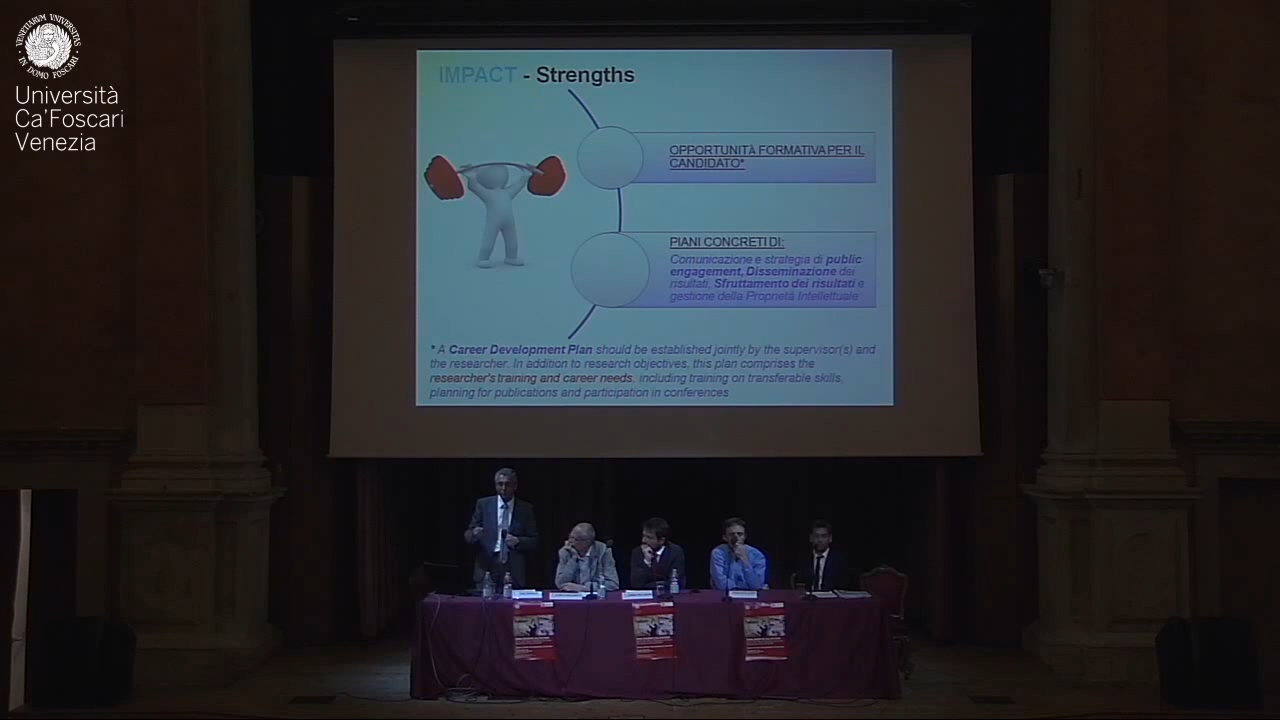 VENETIARVM VNIVERSITAS
IN DOMO FOSCARI
Università
Ca'Foscari
Venezia
IMPACT - Strengths
OPPORTUNITÀ FORMATIVA PER IL
CANDIDATO*
PIANI CONCRETI DI:
Comunicazione e strategia di public
engagement, Disseminazione dei
risultati, Sfruttamento dei risultati e
gestione della Proprietà Intellettuale
* A Career Development Plan should be established jointly by the supervisor(s) and
the researcher. In addition to research objectives, this plan comprises the
researcher's training and career needs, including training on transferable skills,
planning for publications and participation in conferences